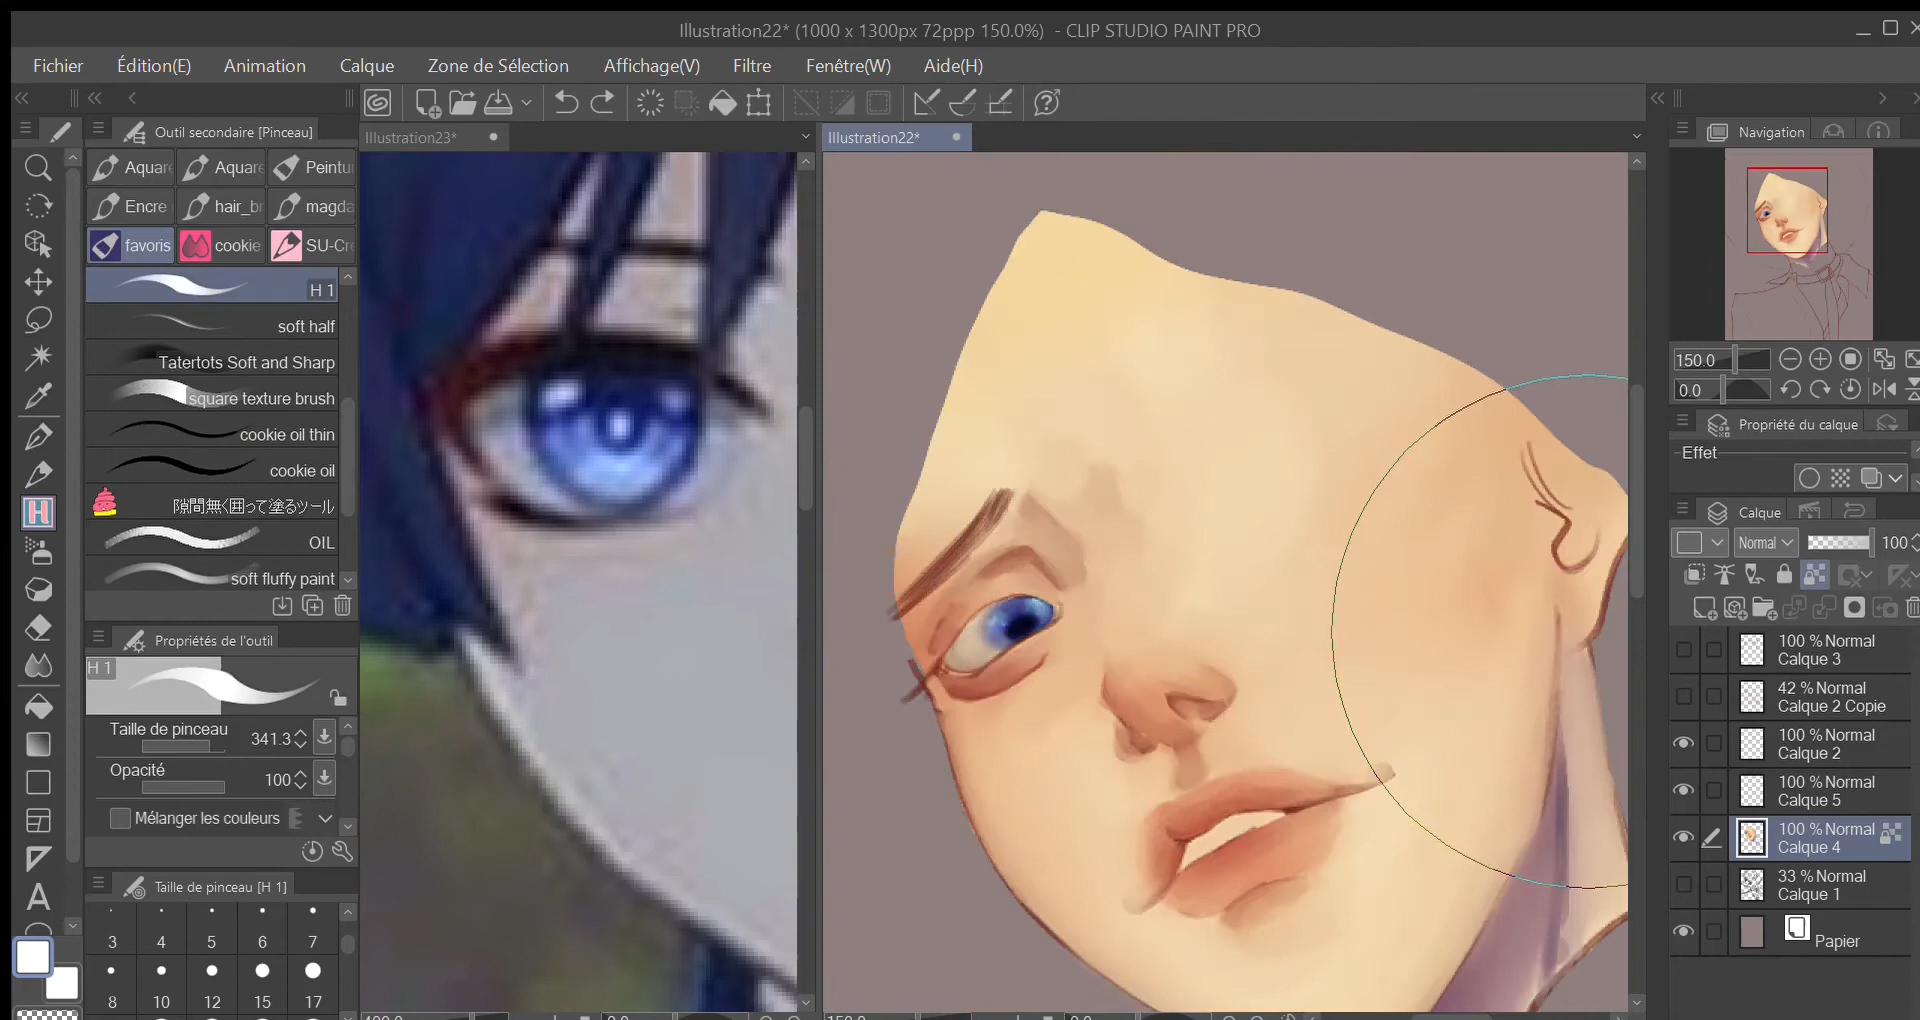 Illustration22* (1000 x 1300px 72ppp 150.0%) - CLIP STUDIO PAINT PRO
Fichier Édition(E) Animation Calque Zone de Sélection Affichage(V) Filtre Fenêtre(W) Aide(H)
Outil secondaire [Pinceau]
Aquar Aquar Peintu
Encre hair_br magda
favoris cookie SU-Cr
H 1
soft half
Tatertots Soft and Sharp
square texture brush
cookie oil thin
cookie oil
隙間無く囲って塗るツール
OIL
soft fluffy paint
Propriétés de l'outil
H 1
Taille de pinceau 341.3
Opacité 100
Mélanger les couleurs
Taille de pinceau [H 1]
3 4 5 6 7
8 10 12 15 17
Illustration23*
Illustration22*
Navigation
150.0
0.0
Propriété du calque
Effet
Calque
Normal 100
100 % Normal
Calque 3
42 % Normal
Calque 2 Copie
100 % Normal
Calque 2
100 % Normal
Calque 5
100 % Normal
Calque 4
33 % Normal
Calque 1
Papier